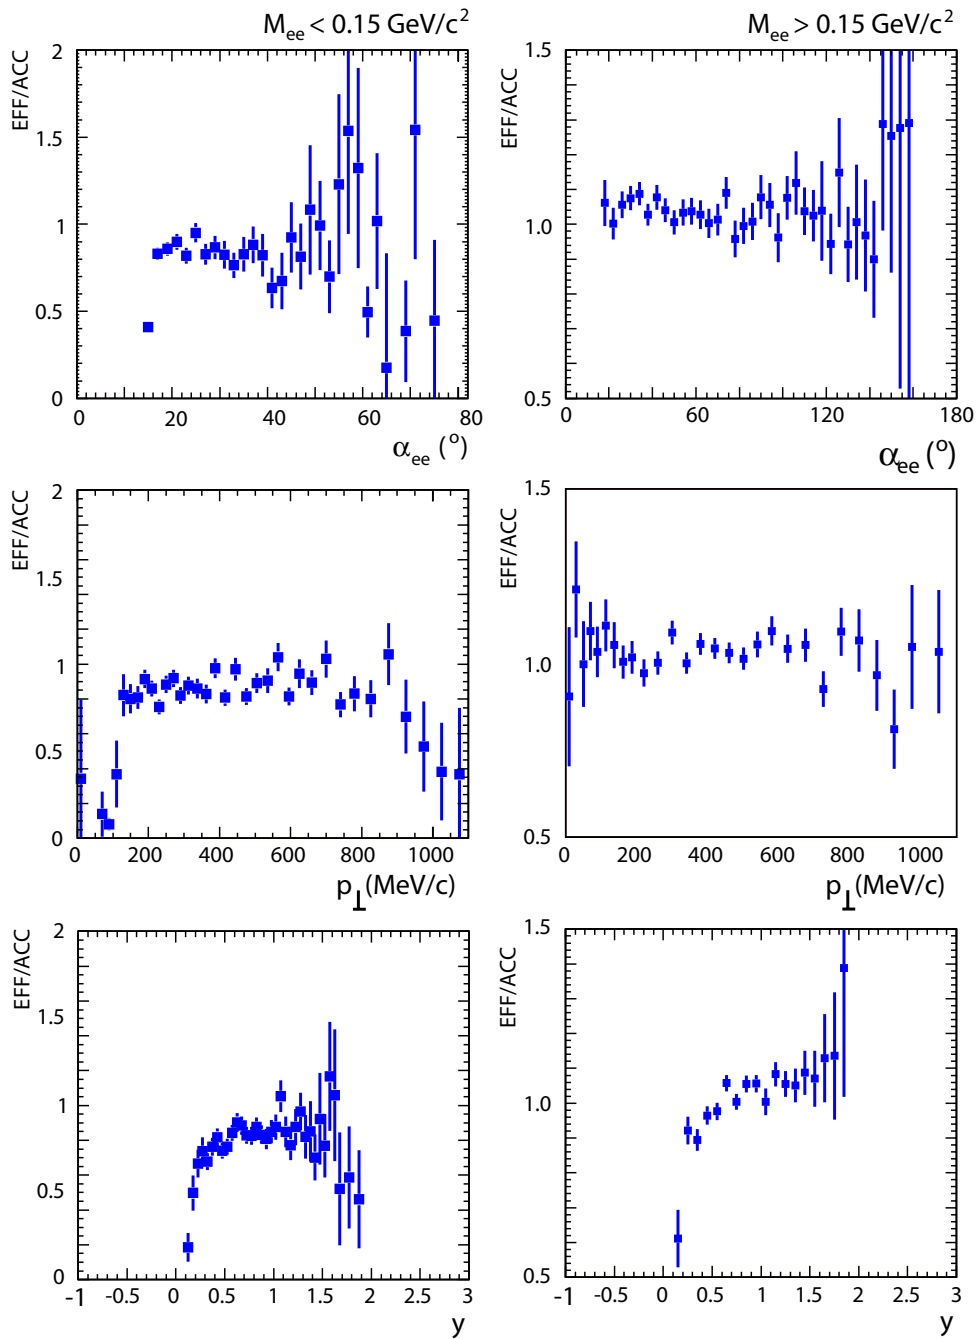 M_ee < 0.15 GeV/c²
M_ee > 0.15 GeV/c²
EFF/ACC
2
1.5
1
0.5
0
0 20 40 60 80
α_ee (°)
EFF/ACC
1.5
1.0
0.5
0 60 120 180
α_ee (°)
EFF/ACC
2
1.5
1
0.5
0
0 200 400 600 800 1000
p⊥(MeV/c)
EFF/ACC
1.5
1.0
0.5
0 200 400 600 800 1000
p⊥(MeV/c)
EFF/ACC
2
1.5
1
0.5
0
-1 -0.5 0 0.5 1 1.5 2 2.5 3
y
EFF/ACC
1.5
1.0
0.5
-1 -0.5 0 0.5 1 1.5 2 2.5 3
y